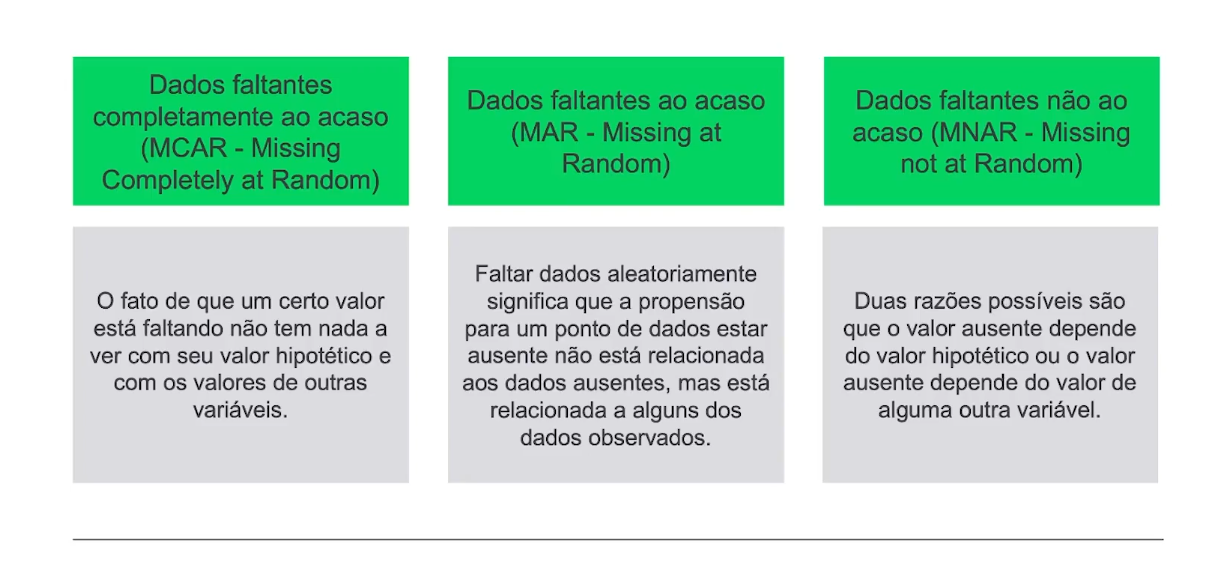 Dados faltantes
completamente ao acaso
(MCAR - Missing
Completely at Random)
Dados faltantes ao acaso
(MAR - Missing at
Random)
Dados faltantes não ao
acaso (MNAR - Missing
not at Random)
O fato de que um certo valor
está faltando não tem nada a
ver com seu valor hipotético e
com os valores de outras
variáveis.
Faltar dados aleatoriamente
significa que a propensão
para um ponto de dados estar
ausente não está relacionada
aos dados ausentes, mas está
relacionada a alguns dos
dados observados.
Duas razões possíveis são
que o valor ausente depende
do valor hipotético ou o valor
ausente depende do valor de
alguma outra variável.